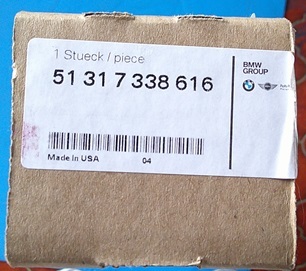 1 Stueck / piece
51 31 7 338 616
BMW
GROUP
Made in USA
04